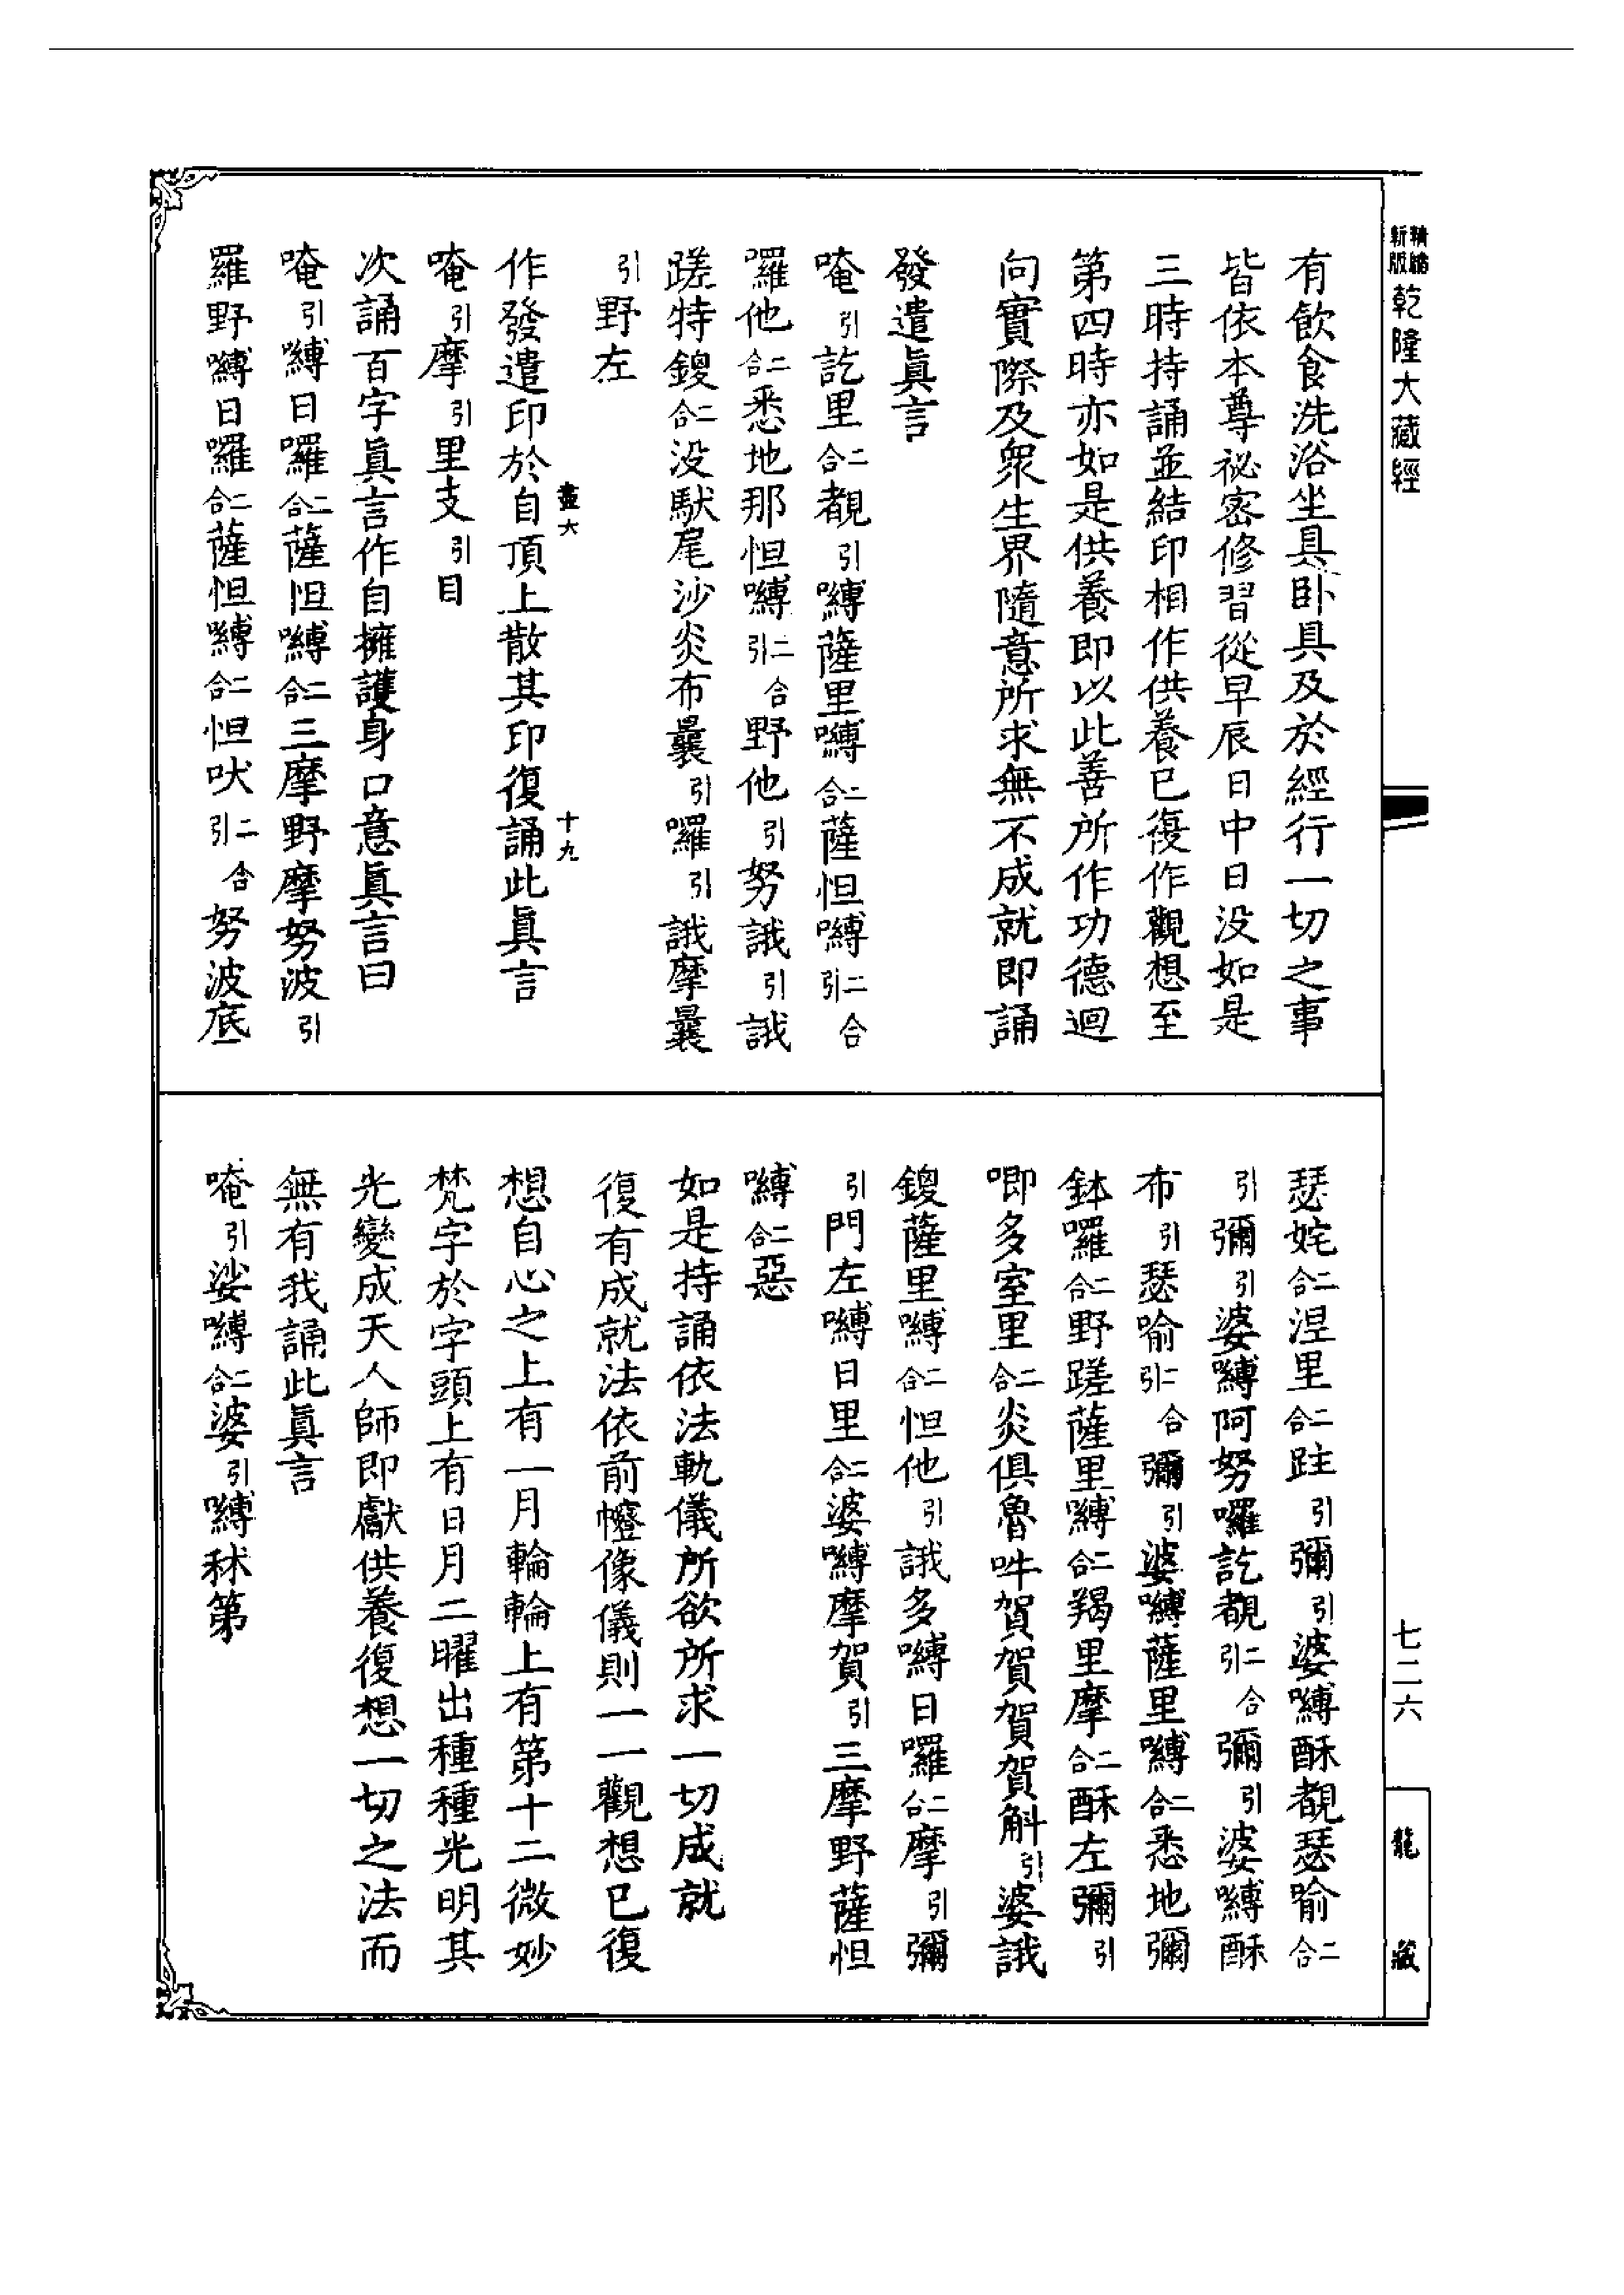 精縮新版乾隆大藏經
有飲食洗浴坐具卧具及於經行一切之事
皆依本尊祕密修習從早辰日中日没如是
三時持誦並結印相作供養已復作觀想至
第四時亦如是供養即以此善所作功德迴
向實際及衆生界隨意所求無不成就即誦
發遣眞言
唵引訖里二合覩引嚩薩里嚩二合薩怛嚩二合引
囉他二合悉地那怛嚩二合引野他引努誐引誐
蹉特鑁二合没馱尾沙炎布曩引囉引誐摩曩
引野左
盡六 十九
作發遣印於自頂上散其印復誦此眞言
唵引摩引里支引目
次誦百字眞言作自擁護身口意眞言曰
唵引嚩日囉二合薩怛嚩二合三摩野摩努波引
羅野嚩日囉二合薩怛嚩二合怛吠二合引努波底
瑟姹二合涅里二合跓引彌引婆嚩酥覩瑟喻二合
引彌引婆嚩阿努囉訖覩二合引彌引婆嚩酥
布引瑟喻二合引彌引婆嚩薩里嚩二合悉地彌
鉢囉二合野蹉薩里嚩二合羯里摩二合酥左彌引
唧多室里二合炎俱魯吽賀賀賀賀斛引婆誐
鑁薩里嚩二合怛他引誐多嚩日囉二合摩引彌
引門左嚩日里二合婆嚩摩賀引三摩野薩怛
嚩二合惡
如是持誦依法軌儀所欲所求一切成就
復有成就法依前幰像儀則一一觀想已復
想自心之上有一月輪輪上有第十二微妙
梵字於字頭上有日月二曜出種種光明其
光變成天人師即獻供養復想一切之法而
無有我誦此眞言
唵引娑嚩二合婆引嚩秫第
七二六
龍藏